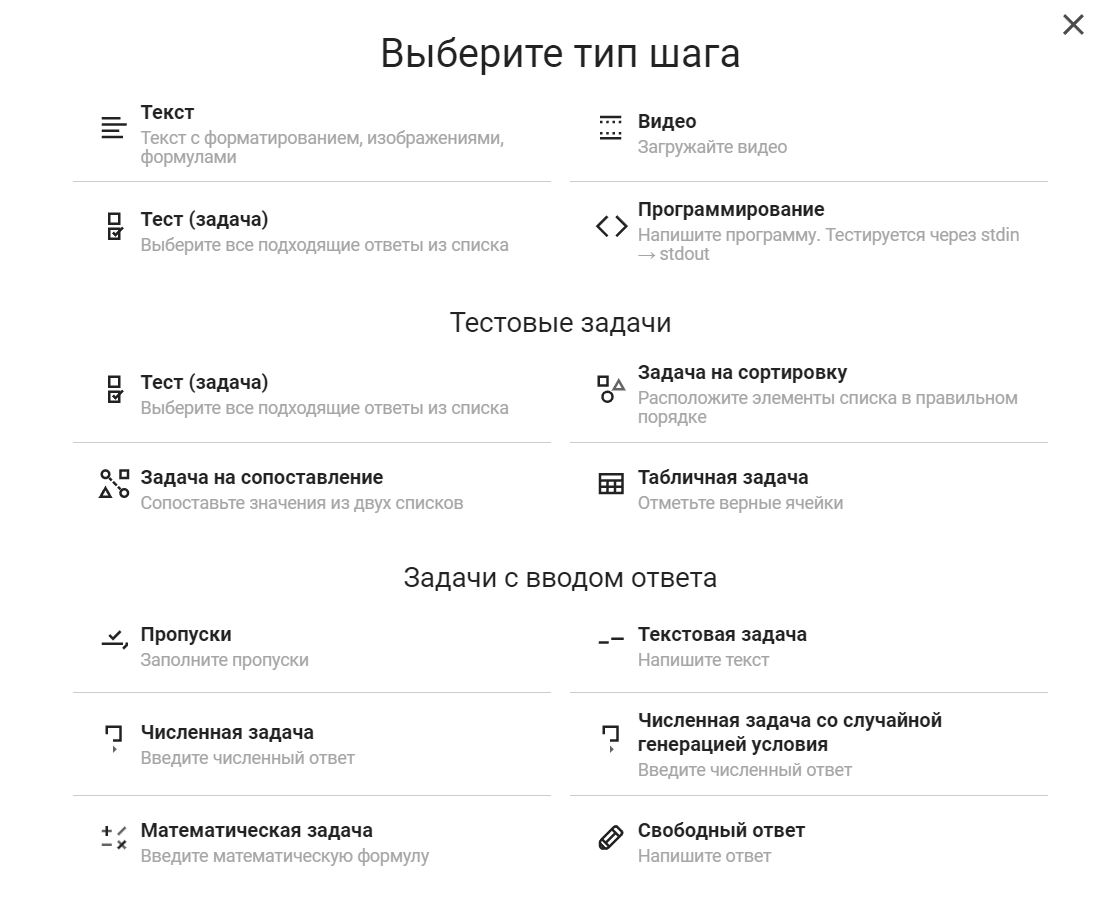 Выберите тип шага
Текст
Текст с форматированием, изображениями,
формулами
Видео
Загружайте видео
Тест (задача)
Выберите все подходящие ответы из списка
Программирование
Напишите программу. Тестируется через stdin
→ stdout
Тестовые задачи
Тест (задача)
Выберите все подходящие ответы из списка
Задача на сортировку
Расположите элементы списка в правильном
порядке
Задача на сопоставление
Сопоставьте значения из двух списков
Табличная задача
Отметьте верные ячейки
Задачи с вводом ответа
Пропуски
Заполните пропуски
Текстовая задача
Напишите текст
Численная задача
Введите численный ответ
Численная задача со случайной
генерацией условия
Введите численный ответ
Математическая задача
Введите математическую формулу
Свободный ответ
Напишите ответ